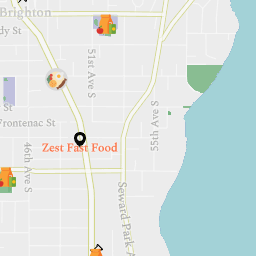 Brighton
dy St
51st Ave S
St
Frontenac St
55th Ave S
Zest Fast Food
46th Ave S
Seward Park A